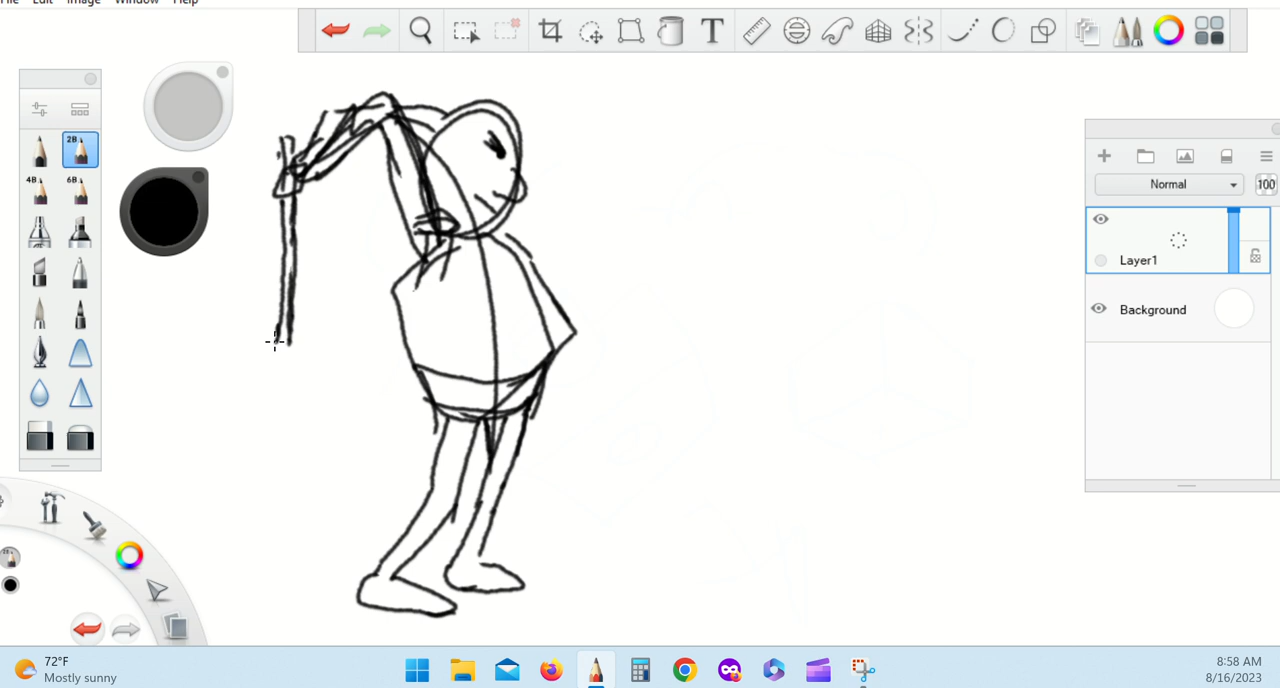 File Edit Image Window Help
T
2B
4B 6B
Normal 100
Layer1
Background
72°F
Mostly sunny
8:58 AM
8/16/2023